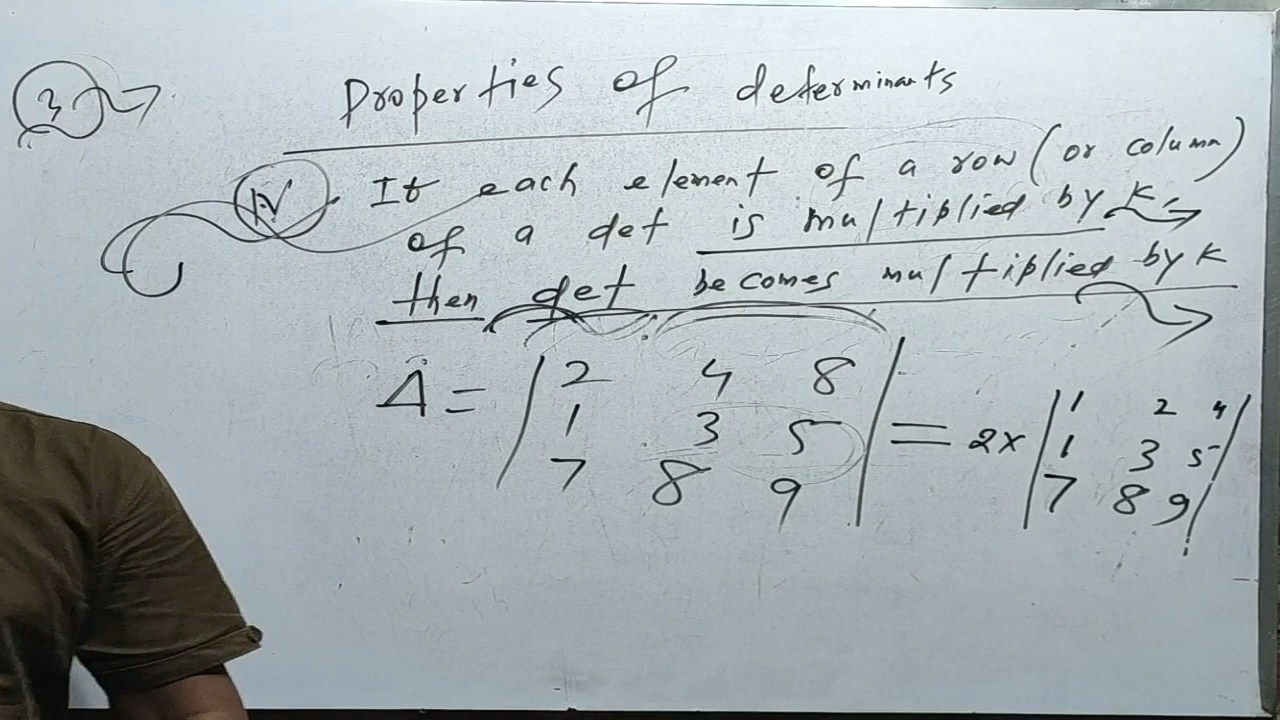 3
Properties of determinants
IV. If each element of a row (or column)
of a det is multiplied by K,
then det becomes multiplied by K
Δ = | 2 4 8 | = 2x | 1 2 4 |
| 1 3 5 | | 1 3 5 |
| 7 8 9 | | 7 8 9 |